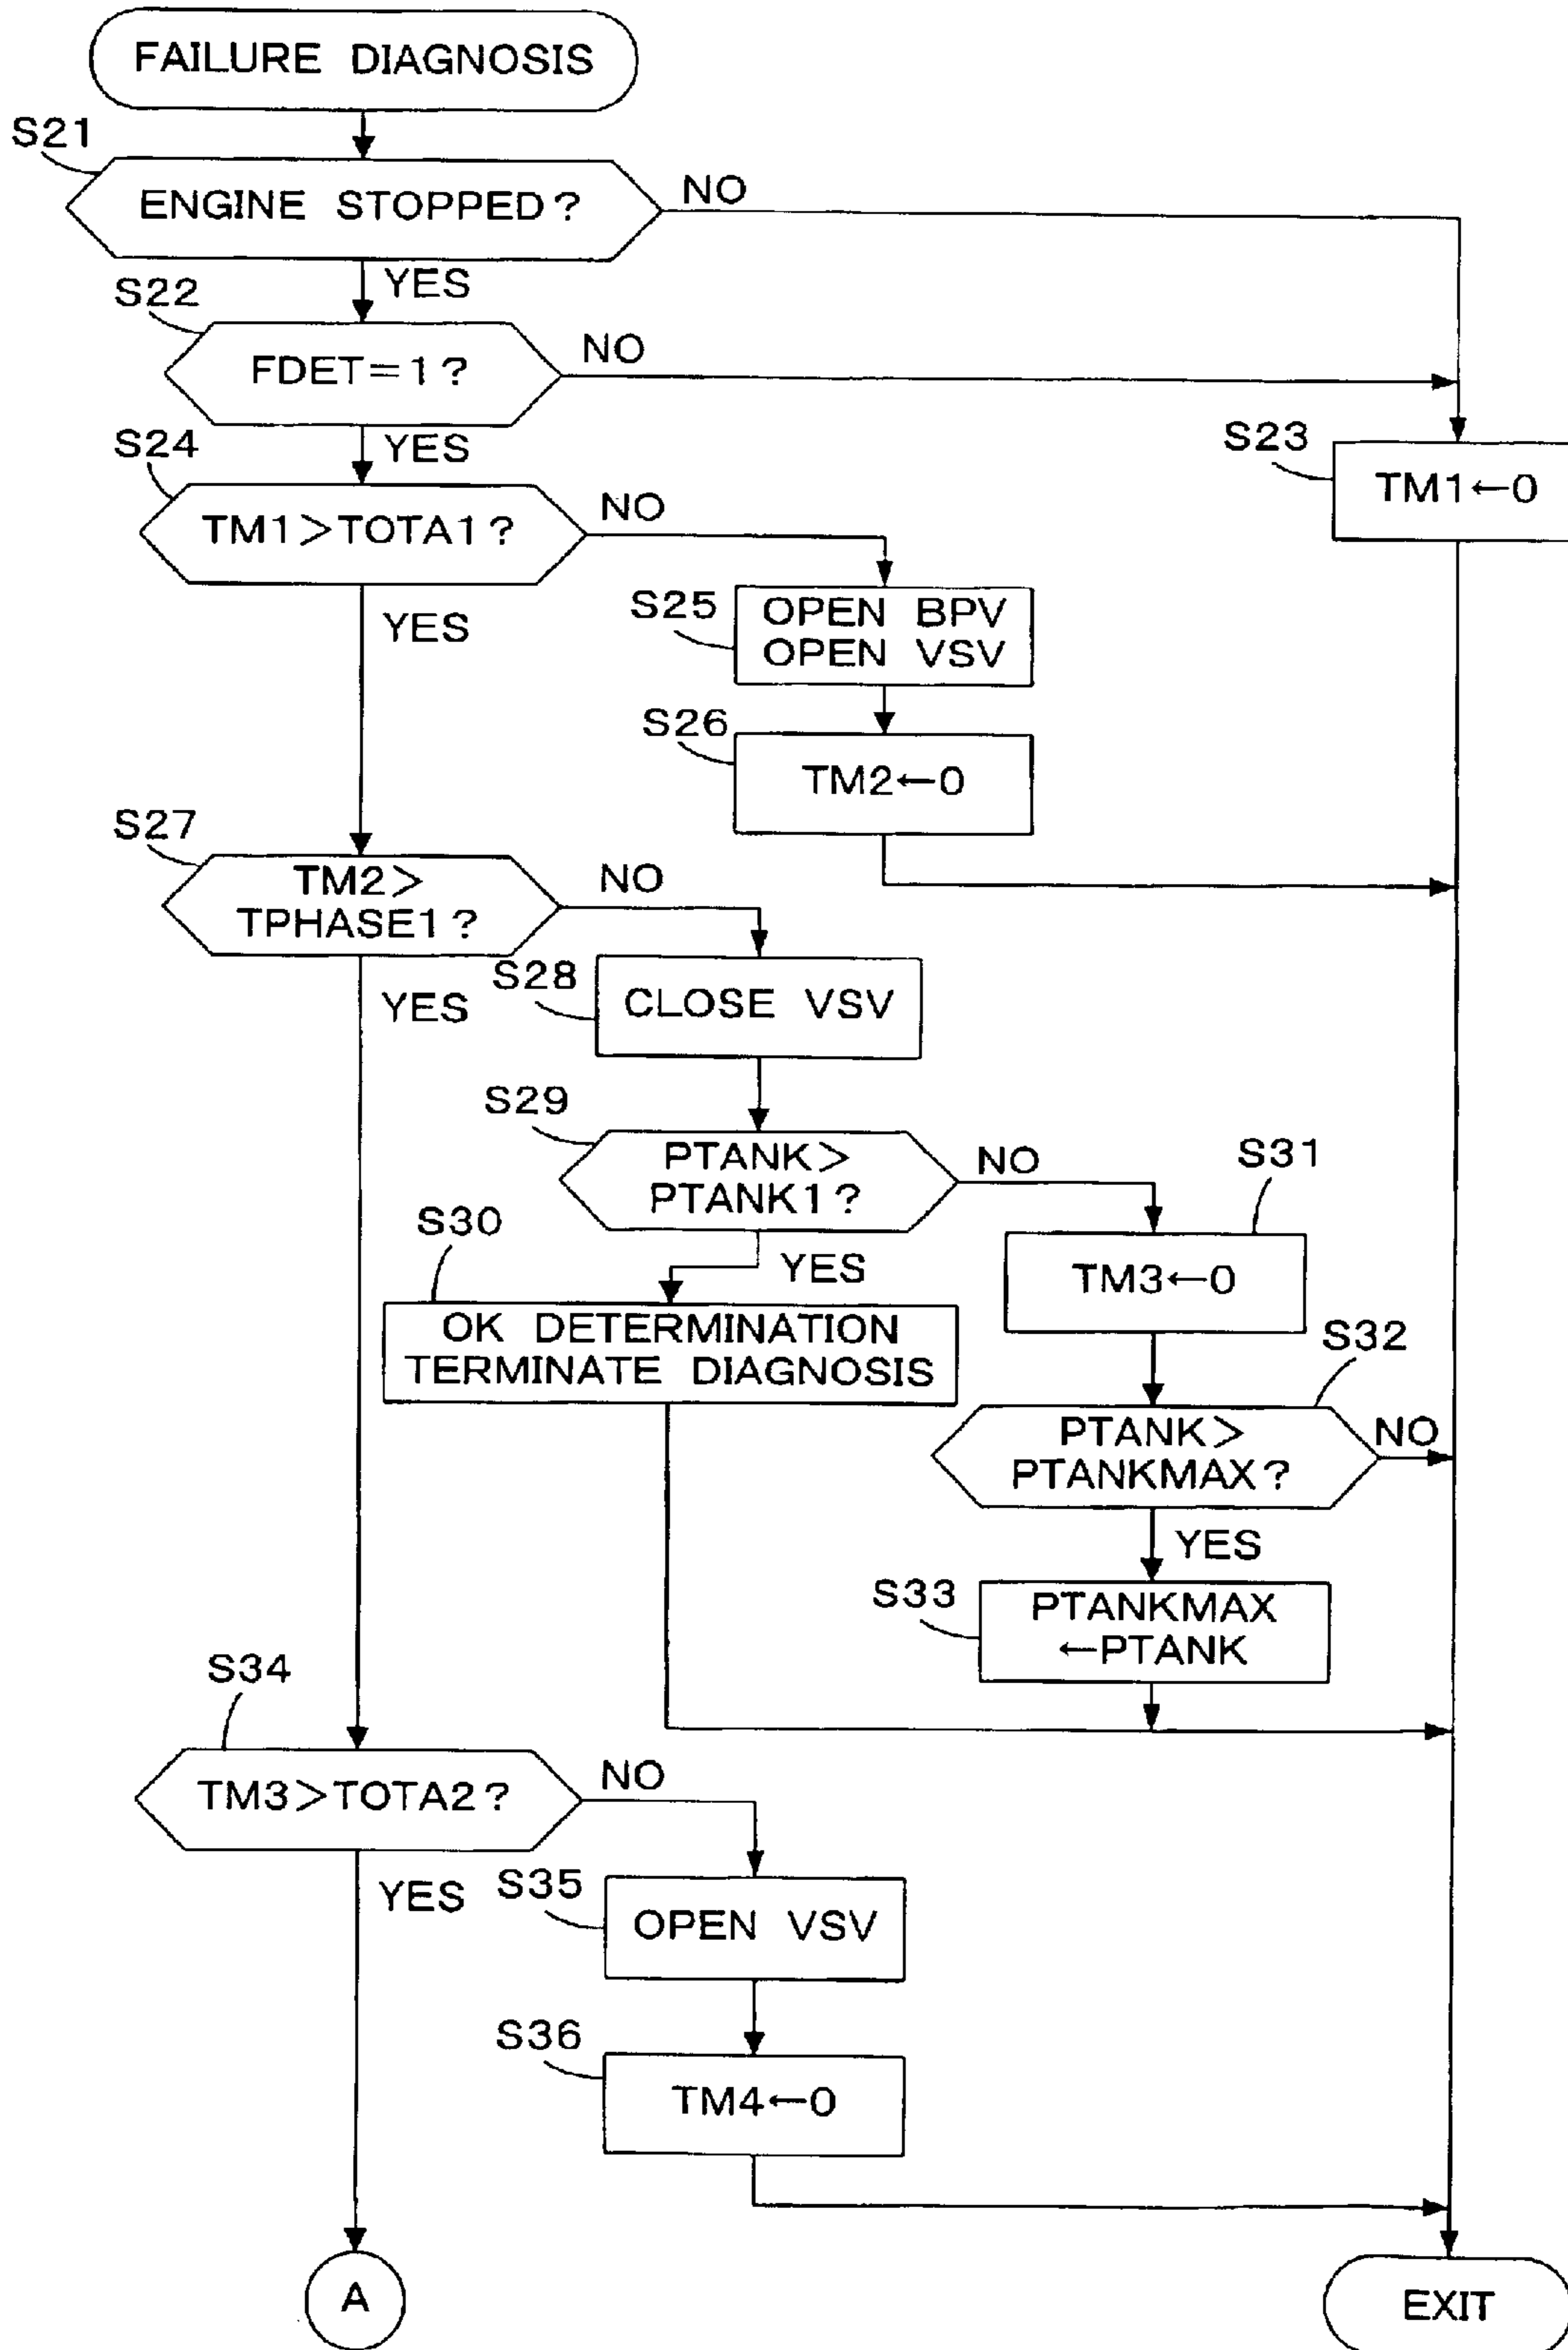 FAILURE DIAGNOSIS
S21
ENGINE STOPPED?
NO
YES
S22
FDET=1?
NO
YES
S23
TM1←0
S24
TM1>TOTA1?
NO
YES
S25
OPEN BPV
OPEN VSV
S26
TM2←0
S27
TM2>
TPHASE1?
NO
YES
S28
CLOSE VSV
S29
PTANK>
PTANK1?
NO
YES
S30
OK DETERMINATION
TERMINATE DIAGNOSIS
S31
TM3←0
S32
PTANK>
PTANKMAX?
NO
YES
S33
PTANKMAX
←PTANK
S34
TM3>TOTA2?
NO
YES
S35
OPEN VSV
S36
TM4←0
A
EXIT